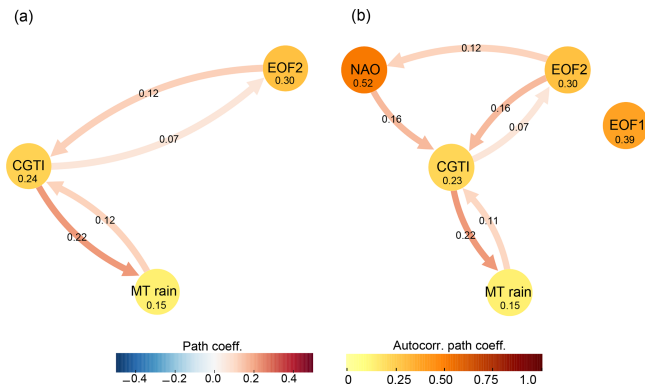 (a)
EOF2
0.30
0.12
0.07
CGTI
0.24
0.12
0.22
MT rain
0.15
(b)
NAO
0.52
0.12
EOF2
0.30
EOF1
0.39
0.16
0.16
0.07
CGTI
0.23
0.11
0.22
MT rain
0.15
Path coeff.
−0.4 −0.2 0.0 0.2 0.4
Autocorr. path coeff.
0 0.25 0.50 0.75 1.0